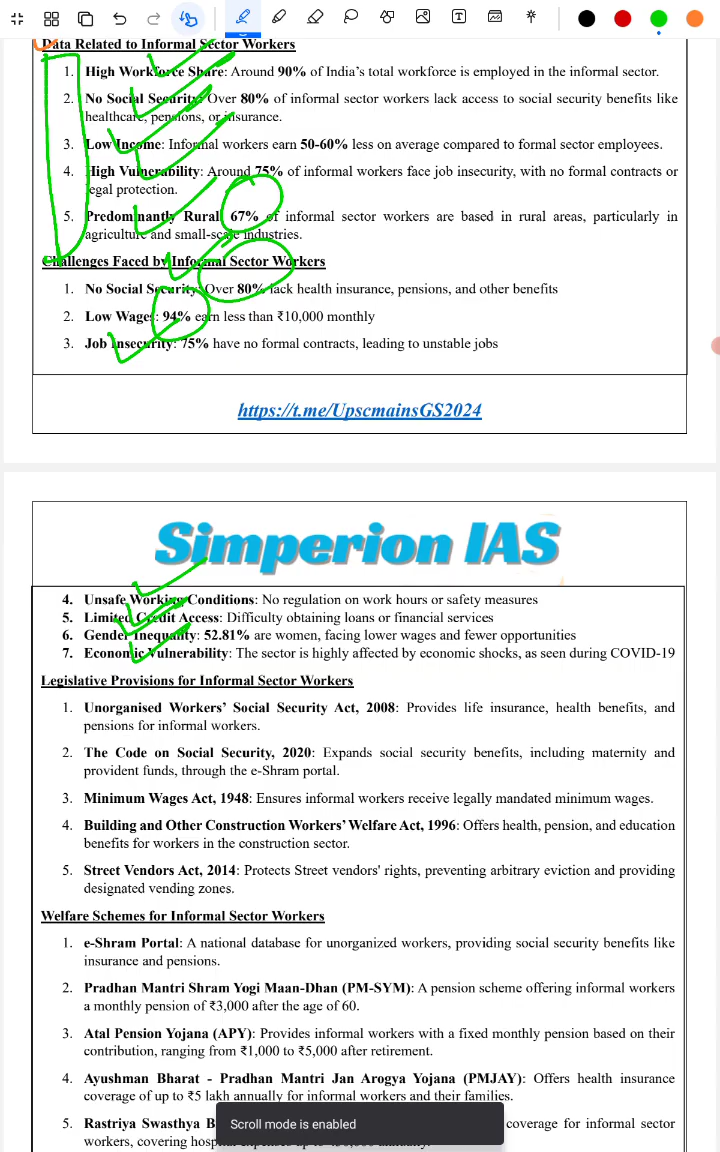 Data Related to Informal Sector Workers
1. High Workforce Share: Around 90% of India's total workforce is employed in the informal sector.
2. No Social Security: Over 80% of informal sector workers lack access to social security benefits like
healthcare, pensions, or insurance.
3. Low Income: Informal workers earn 50-60% less on average compared to formal sector employees.
4. High Vulnerability: Around 75% of informal workers face job insecurity, with no formal contracts or
legal protection.
5. Predominantly Rural: 67% of informal sector workers are based in rural areas, particularly in
agriculture and small-scale industries.
Challenges Faced by Informal Sector Workers
1. No Social Security: Over 80% lack health insurance, pensions, and other benefits
2. Low Wages: 94% earn less than ₹10,000 monthly
3. Job Insecurity: 75% have no formal contracts, leading to unstable jobs
https://t.me/UpscmainsGS2024
Simperion IAS
4. Unsafe Working Conditions: No regulation on work hours or safety measures
5. Limited Credit Access: Difficulty obtaining loans or financial services
6. Gender Inequality: 52.81% are women, facing lower wages and fewer opportunities
7. Economic Vulnerability: The sector is highly affected by economic shocks, as seen during COVID-19
Legislative Provisions for Informal Sector Workers
1. Unorganised Workers' Social Security Act, 2008: Provides life insurance, health benefits, and
pensions for informal workers.
2. The Code on Social Security, 2020: Expands social security benefits, including maternity and
provident funds, through the e-Shram portal.
3. Minimum Wages Act, 1948: Ensures informal workers receive legally mandated minimum wages.
4. Building and Other Construction Workers' Welfare Act, 1996: Offers health, pension, and education
benefits for workers in the construction sector.
5. Street Vendors Act, 2014: Protects Street vendors' rights, preventing arbitrary eviction and providing
designated vending zones.
Welfare Schemes for Informal Sector Workers
1. e-Shram Portal: A national database for unorganized workers, providing social security benefits like
insurance and pensions.
2. Pradhan Mantri Shram Yogi Maan-Dhan (PM-SYM): A pension scheme offering informal workers
a monthly pension of ₹3,000 after the age of 60.
3. Atal Pension Yojana (APY): Provides informal workers with a fixed monthly pension based on their
contribution, ranging from ₹1,000 to ₹5,000 after retirement.
4. Ayushman Bharat - Pradhan Mantri Jan Arogya Yojana (PMJAY): Offers health insurance
coverage of up to ₹5 lakh annually for informal workers and their families.
5. Rastriya Swasthya B coverage for informal sector
workers, covering
Scroll mode is enabled